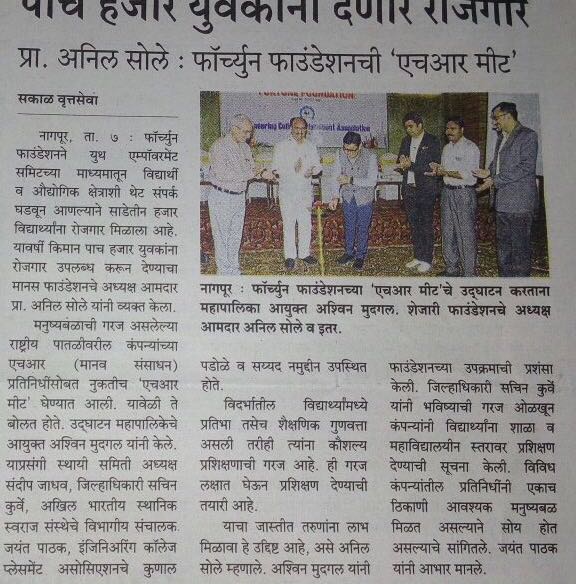 पाच हजार युवकांना देणार रोजगार
प्रा. अनिल सोले : फॉर्च्युन फाउंडेशनची ‘एचआर मीट’
सकाळ वृत्तसेवा
नागपूर, ता. ७ : फॉर्च्युन
फाउंडेशनने युथ एम्पॉवरमेंट
समिटच्या माध्यमातून विद्यार्थी
व औद्योगिक क्षेत्राशी थेट संपर्क
घडवून आणल्याने साडेतीन हजार
विद्यार्थ्यांना रोजगार मिळाला आहे.
यावर्षी किमान पाच हजार युवकांना
रोजगार उपलब्ध करून देण्याचा
मानस फाउंडेशनचे अध्यक्ष आमदार
प्रा. अनिल सोले यांनी व्यक्त केला.
मनुष्यबळाची गरज असलेल्या
राष्ट्रीय पातळीवरील कंपन्यांच्या
एचआर (मानव संसाधन)
प्रतिनिधींसोबत नुकतीच ‘एचआर
मीट’ घेण्यात आली. यावेळी ते
बोलत होते. उद्घाटन महापालिकेचे
आयुक्त अश्विन मुदगल यांनी केले.
याप्रसंगी स्थायी समिती अध्यक्ष
संदीप जाधव, जिल्हाधिकारी सचिन
कुर्वे, अखिल भारतीय स्थानिक
स्वराज संस्थेचे विभागीय संचालक
जयंत पाठक, इंजिनिअरिंग कॉलेज
प्लेसमेंट असोसिएशनचे कुणाल
FORTUNE FOUNDATION
नागपूर : फॉर्च्युन फाउंडेशनच्या ‘एचआर मीट’चे उद्घाटन करताना
महापालिका आयुक्त अश्विन मुदगल. शेजारी फाउंडेशनचे अध्यक्ष
आमदार अनिल सोले व इतर.
पडोळे व सय्यद नमुद्दीन उपस्थित
होते.
विदर्भातील विद्यार्थ्यांमध्ये
प्रतिभा तसेच शैक्षणिक गुणवत्ता
असली तरीही त्यांना कौशल्य
प्रशिक्षणाची गरज आहे. ही गरज
लक्षात घेऊन प्रशिक्षण देण्याची
तयारी आहे.
याचा जास्तीत तरुणांना लाभ
मिळावा हे उद्दिष्ट आहे, असे अनिल
सोले म्हणाले. अश्विन मुदगल यांनी
फाउंडेशनच्या उपक्रमाची प्रशंसा
केली. जिल्हाधिकारी सचिन कुर्वे
यांनी भविष्याची गरज ओळखून
कंपन्यांनी विद्यार्थ्यांना शाळा व
महाविद्यालयीन स्तरावर प्रशिक्षण
देण्याची सूचना केली. विविध
कंपन्यांतील प्रतिनिधींनी एकाच
ठिकाणी आवश्यक मनुष्यबळ
मिळत असल्याने सोय होत
असल्याचे सांगितले. जयंत पाठक
यांनी आभार मानले.